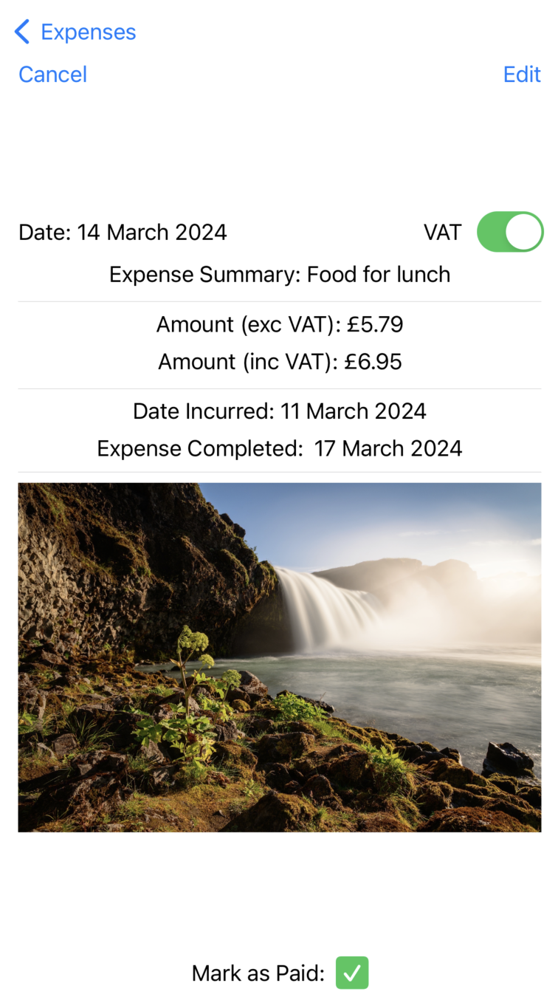 Expenses
Cancel Edit
Date: 14 March 2024 VAT
Expense Summary: Food for lunch
Amount (exc VAT): £5.79
Amount (inc VAT): £6.95
Date Incurred: 11 March 2024
Expense Completed: 17 March 2024
Mark as Paid: